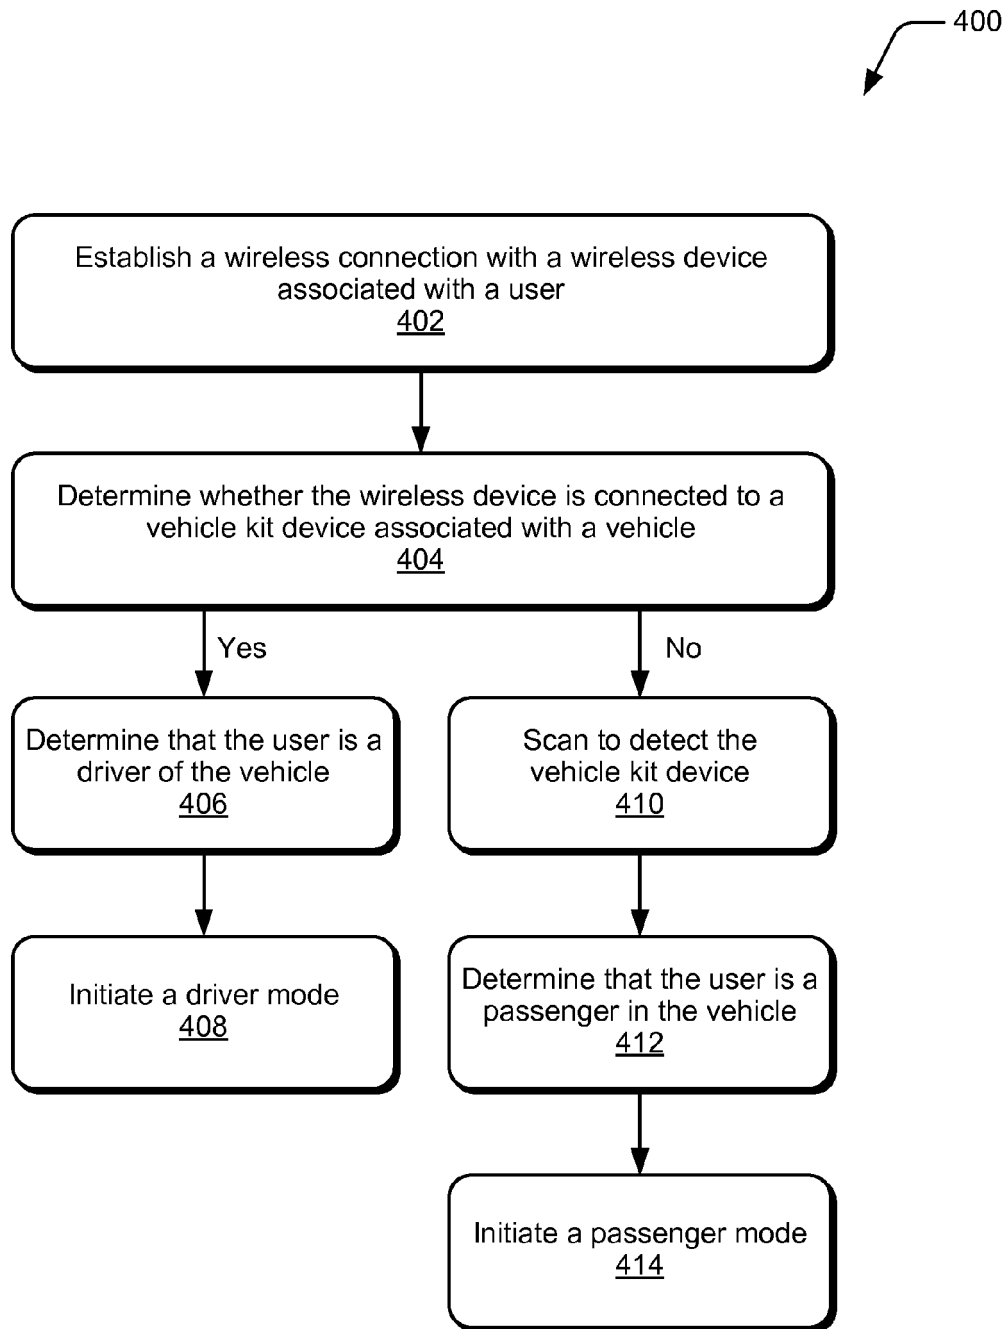 400
Establish a wireless connection with a wireless device
associated with a user
402
Determine whether the wireless device is connected to a
vehicle kit device associated with a vehicle
404
Yes
No
Determine that the user is a
driver of the vehicle
406
Scan to detect the
vehicle kit device
410
Initiate a driver mode
408
Determine that the user is a
passenger in the vehicle
412
Initiate a passenger mode
414